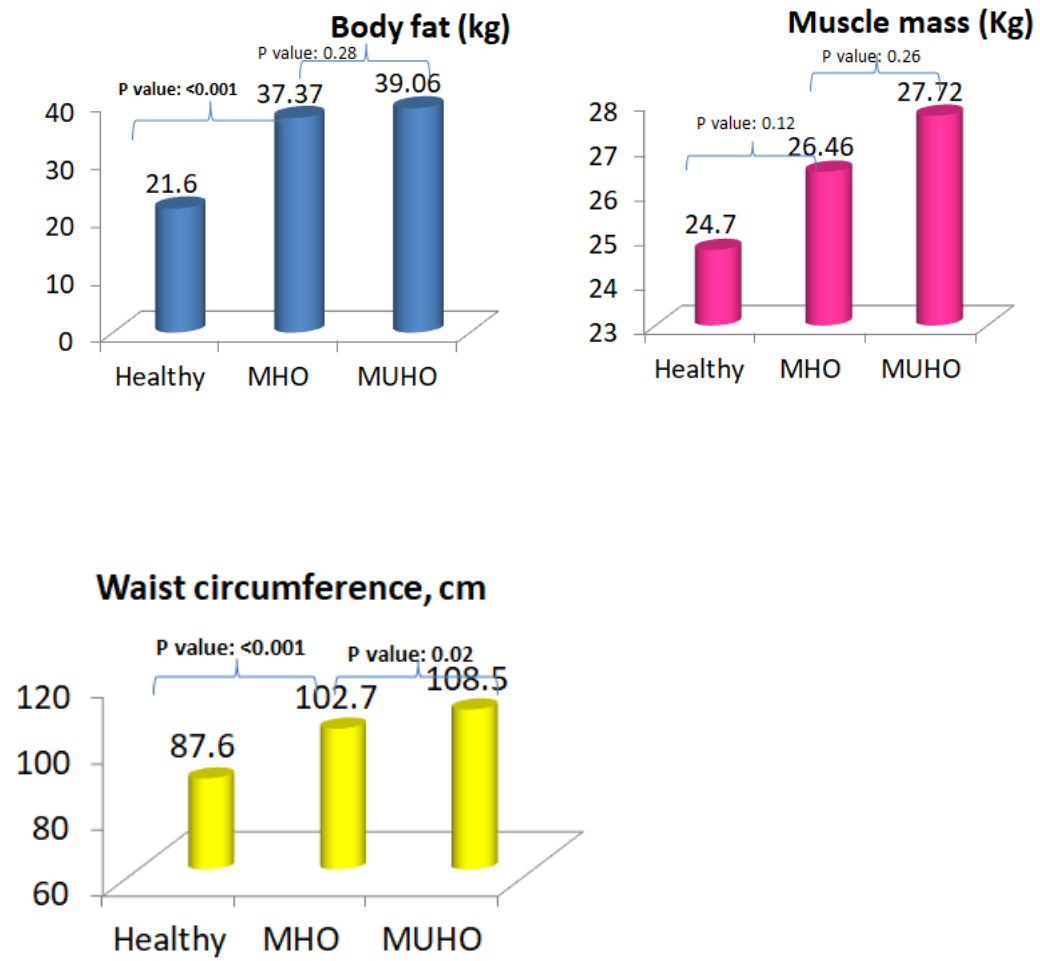 Body fat (kg)
P value: 0.28
P value: <0.001
37.37
39.06
21.6
40
30
20
10
0
Healthy MHO MUHO
Muscle mass (Kg)
P value: 0.26
P value: 0.12
27.72
26.46
24.7
28
27
26
25
24
23
Healthy MHO MUHO
Waist circumference, cm
P value: <0.001
P value: 0.02
108.5
102.7
87.6
120
100
80
60
Healthy MHO MUHO